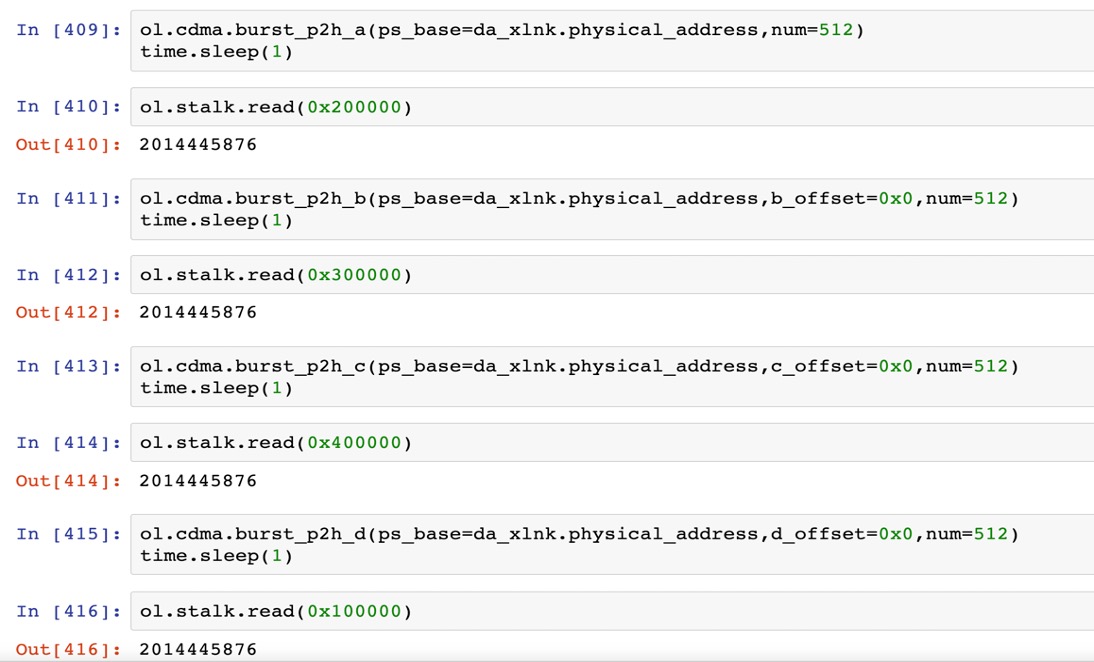 In [409]: ol.cdma.burst_p2h_a(ps_base=da_xlnk.physical_address,num=512)
time.sleep(1)
In [410]: ol.stalk.read(0x200000)
Out[410]: 2014445876
In [411]: ol.cdma.burst_p2h_b(ps_base=da_xlnk.physical_address,b_offset=0x0,num=512)
time.sleep(1)
In [412]: ol.stalk.read(0x300000)
Out[412]: 2014445876
In [413]: ol.cdma.burst_p2h_c(ps_base=da_xlnk.physical_address,c_offset=0x0,num=512)
time.sleep(1)
In [414]: ol.stalk.read(0x400000)
Out[414]: 2014445876
In [415]: ol.cdma.burst_p2h_d(ps_base=da_xlnk.physical_address,d_offset=0x0,num=512)
time.sleep(1)
In [416]: ol.stalk.read(0x100000)
Out[416]: 2014445876